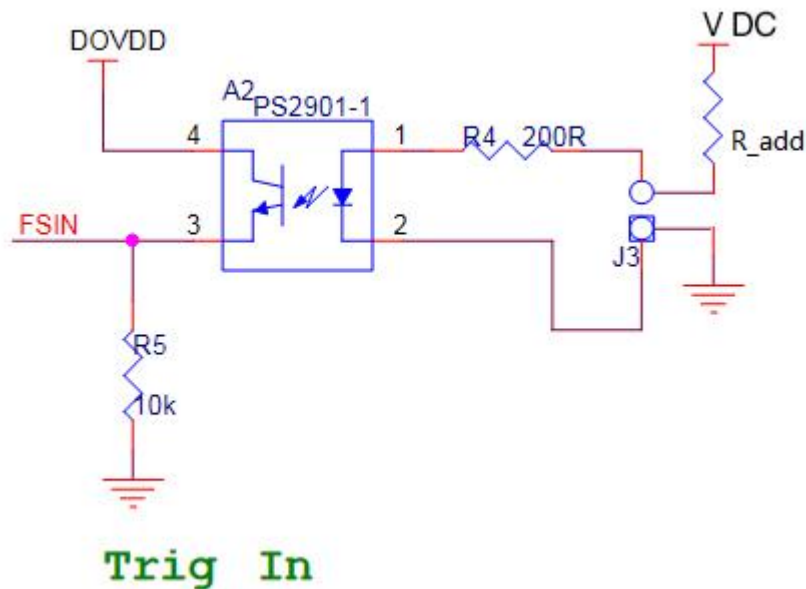 V DC
DOVDD
A2 PS2901-1
4
1
R4 200R
R_add
FSIN
3
2
J3
R5
10k
Trig In